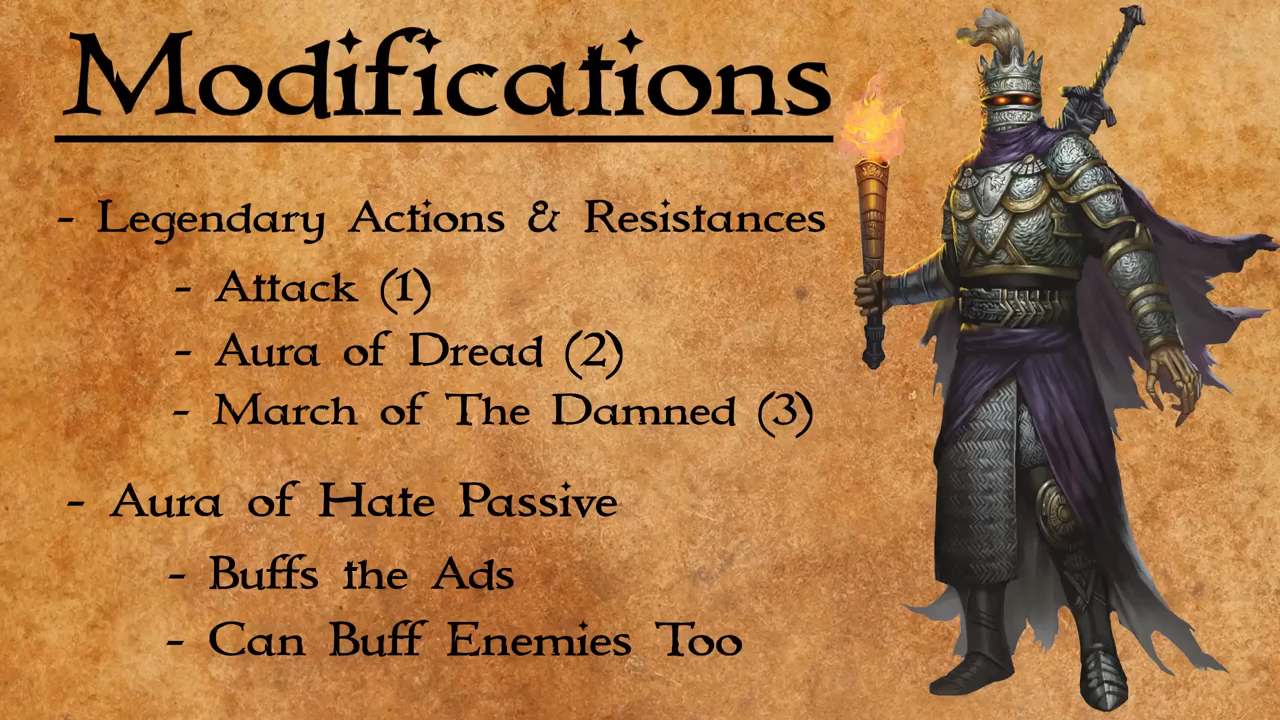 Modifications
- Legendary Actions & Resistances
- Attack (1)
- Aura of Dread (2)
- March of The Damned (3)
- Aura of Hate Passive
- Buffs the Ads
- Can Buff Enemies Too